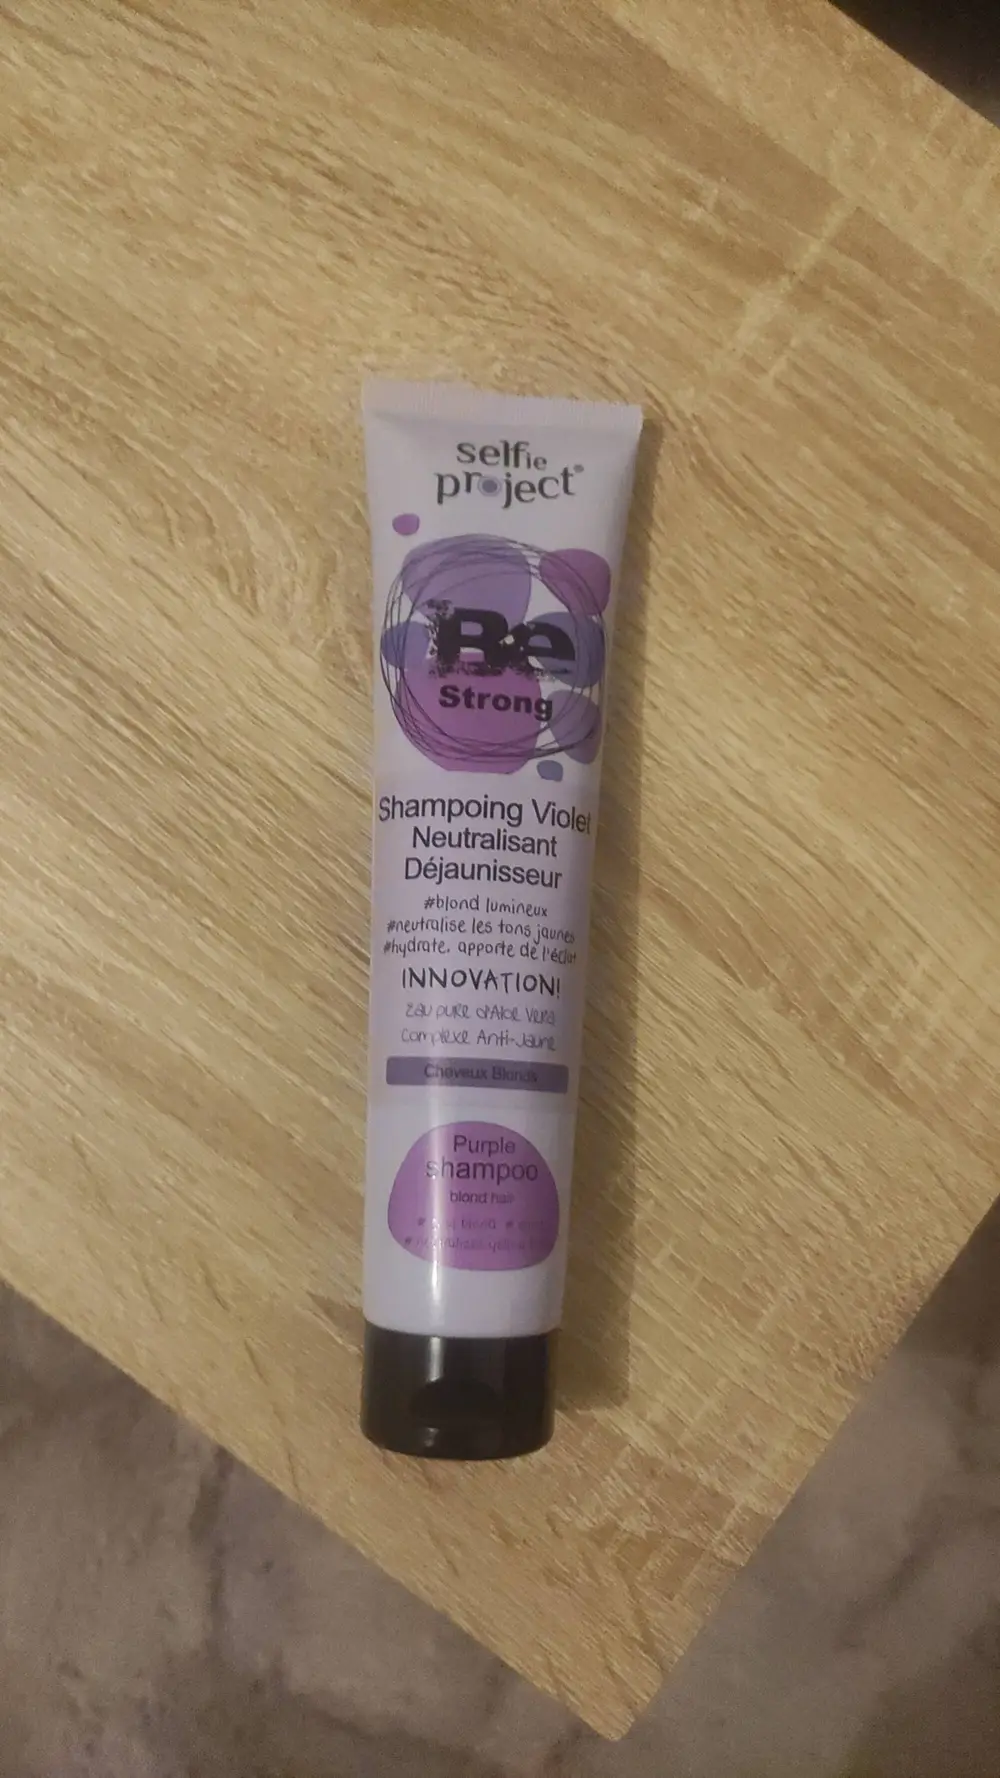 selfie
project®
Be
Strong
Shampoing Violet
Neutralisant
Déjaunisseur
#blond lumineux
#neutralise les tons jaunes
#hydrate, apporte de l'éclat
INNOVATION!
Eau pure d'Aloe Vera
Complexe Anti-Jaune
Cheveux Blonds
Purple
shampoo
blond hair